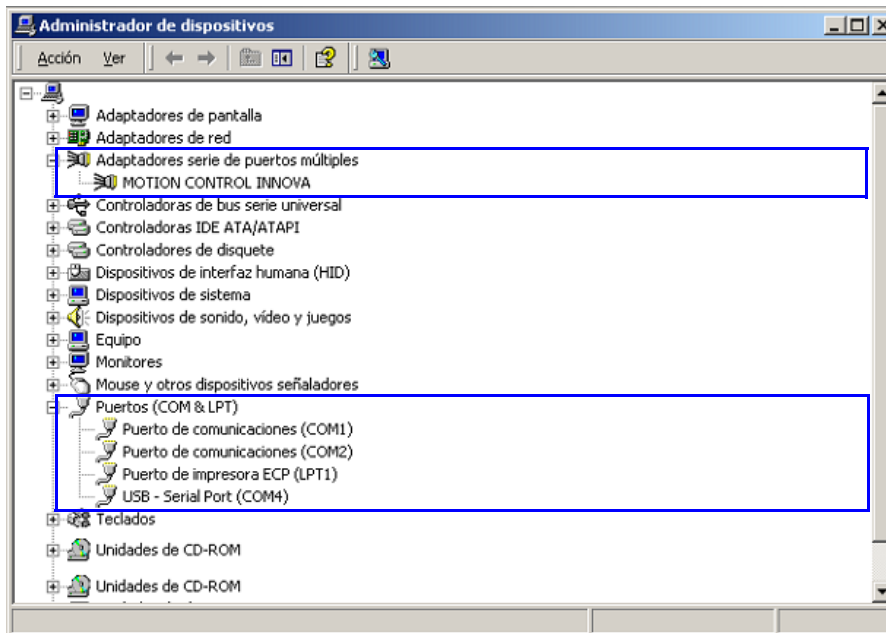 Administrador de dispositivos
Acción Ver
Adaptadores de pantalla
Adaptadores de red
Adaptadores serie de puertos múltiples
MOTION CONTROL INNOVA
Controladoras de bus serie universal
Controladoras IDE ATA/ATAPI
Controladores de disquete
Dispositivos de interfaz humana (HID)
Dispositivos de sistema
Dispositivos de sonido, vídeo y juegos
Equipo
Monitores
Mouse y otros dispositivos señaladores
Puertos (COM & LPT)
Puerto de comunicaciones (COM1)
Puerto de comunicaciones (COM2)
Puerto de impresora ECP (LPT1)
USB - Serial Port (COM4)
Teclados
Unidades de CD-ROM
Unidades de CD-ROM